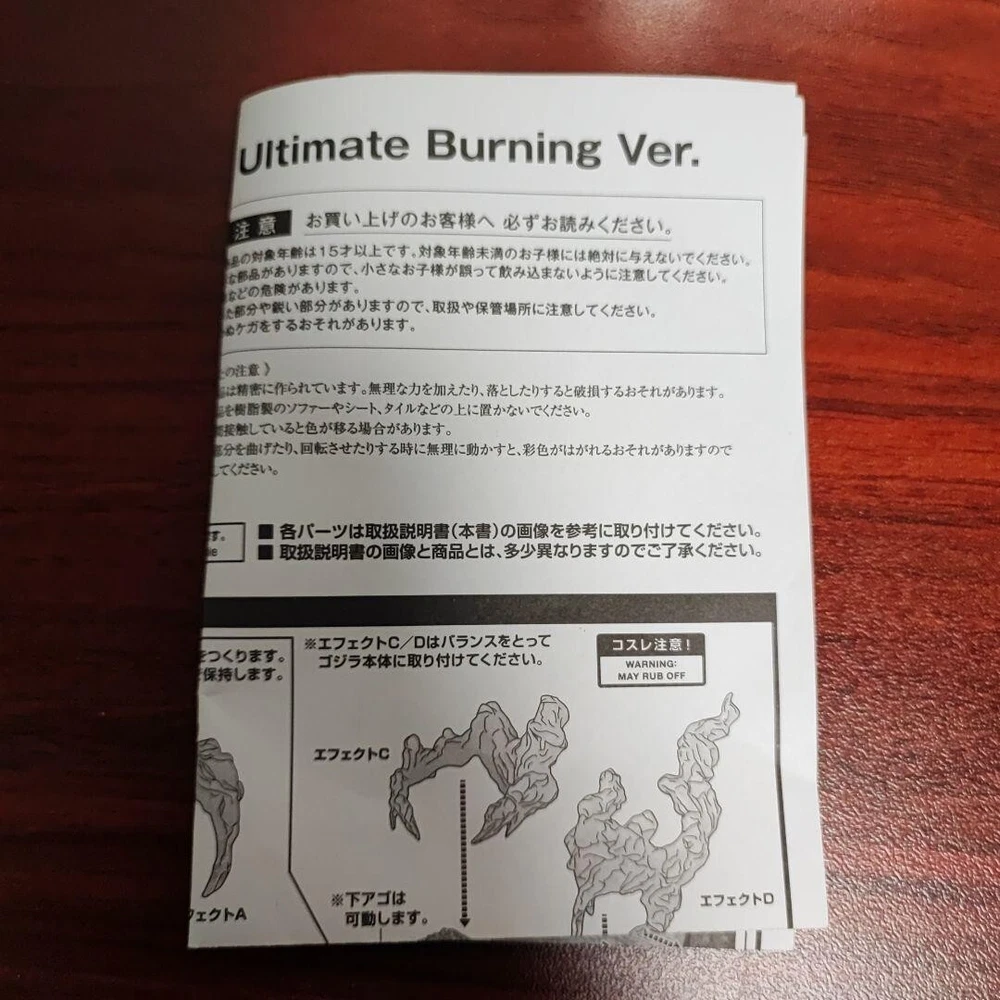 Ultimate Burning Ver.
注意 お買い上げのお客様へ 必ずお読みください。
の対象年齢は15才以上です。対象年齢未満のお子様には絶対に与えないでください。
な部品がありますので、小さなお子様が誤って飲み込まないように注意してください。
などの危険があります。
た部分や鋭い部分がありますので、取扱や保管場所に注意してください。
ぬケガをするおそれがあります。
の注意 》
は精密に作られています。無理な力を加えたり、落としたりすると破損するおそれがあります。
を樹脂製のソファーやシート、タイルなどの上に置かないでください。
接触していると色が移る場合があります。
部分を曲げたり、回転させたりする時に無理に動かすと、彩色がはがれるおそれがありますので
してください。
す。
■ 各パーツは取扱説明書(本書)の画像を参考に取り付けてください。
■ 取扱説明書の画像と商品とは、多少異なりますのでご了承ください。
をつくります。
保持します。
※エフェクトC/Dはバランスをとって
ゴジラ本体に取り付けてください。
コスレ注意!
WARNING:
MAY RUB OFF
エフェクトC
フェクトA
※下アゴは
可動します。
エフェクトD